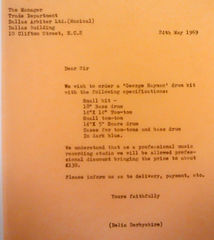 The Manager
Trade Department
Dallas Arbiter Ltd.(Musical)
Dallas Building
10 Clifton Street, E.C.2
24th May 1969
Dear Sir
We wish to order a 'George Hayman' drum kit
with the following specifications:
Small kit -
18" Bass drum
14"X 14" Tom-tom
Small tom-tom
14"X 5" Snare drum
Cases for tom-toms and bass drum
In dark blue.
We understand that as a professional music
recording studio we will be allowed professional
discount bringing the price to about
£130.
Please inform us as to delivery, payment, etc.
Yours faithfully
(Delia Derbyshire)